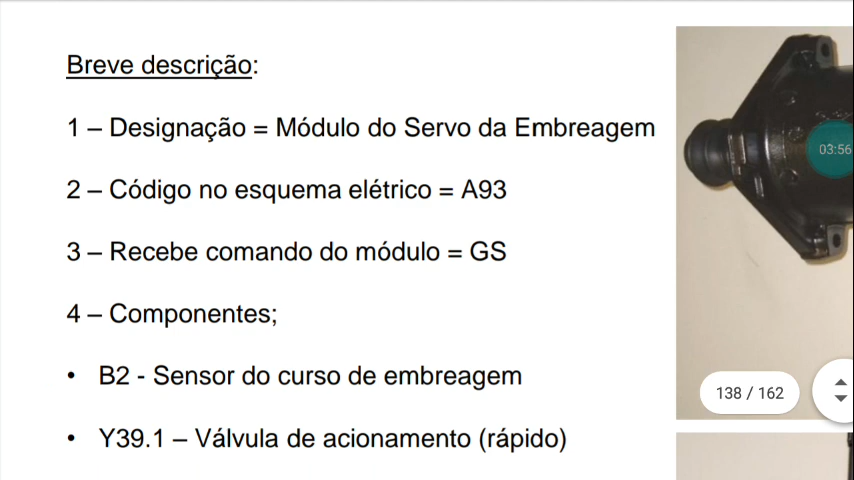 Breve descrição:
1 – Designação = Módulo do Servo da Embreagem
2 – Código no esquema elétrico = A93
3 – Recebe comando do módulo = GS
4 – Componentes;
• B2 - Sensor do curso de embreagem
• Y39.1 – Válvula de acionamento (rápido)
03:56
138 / 162